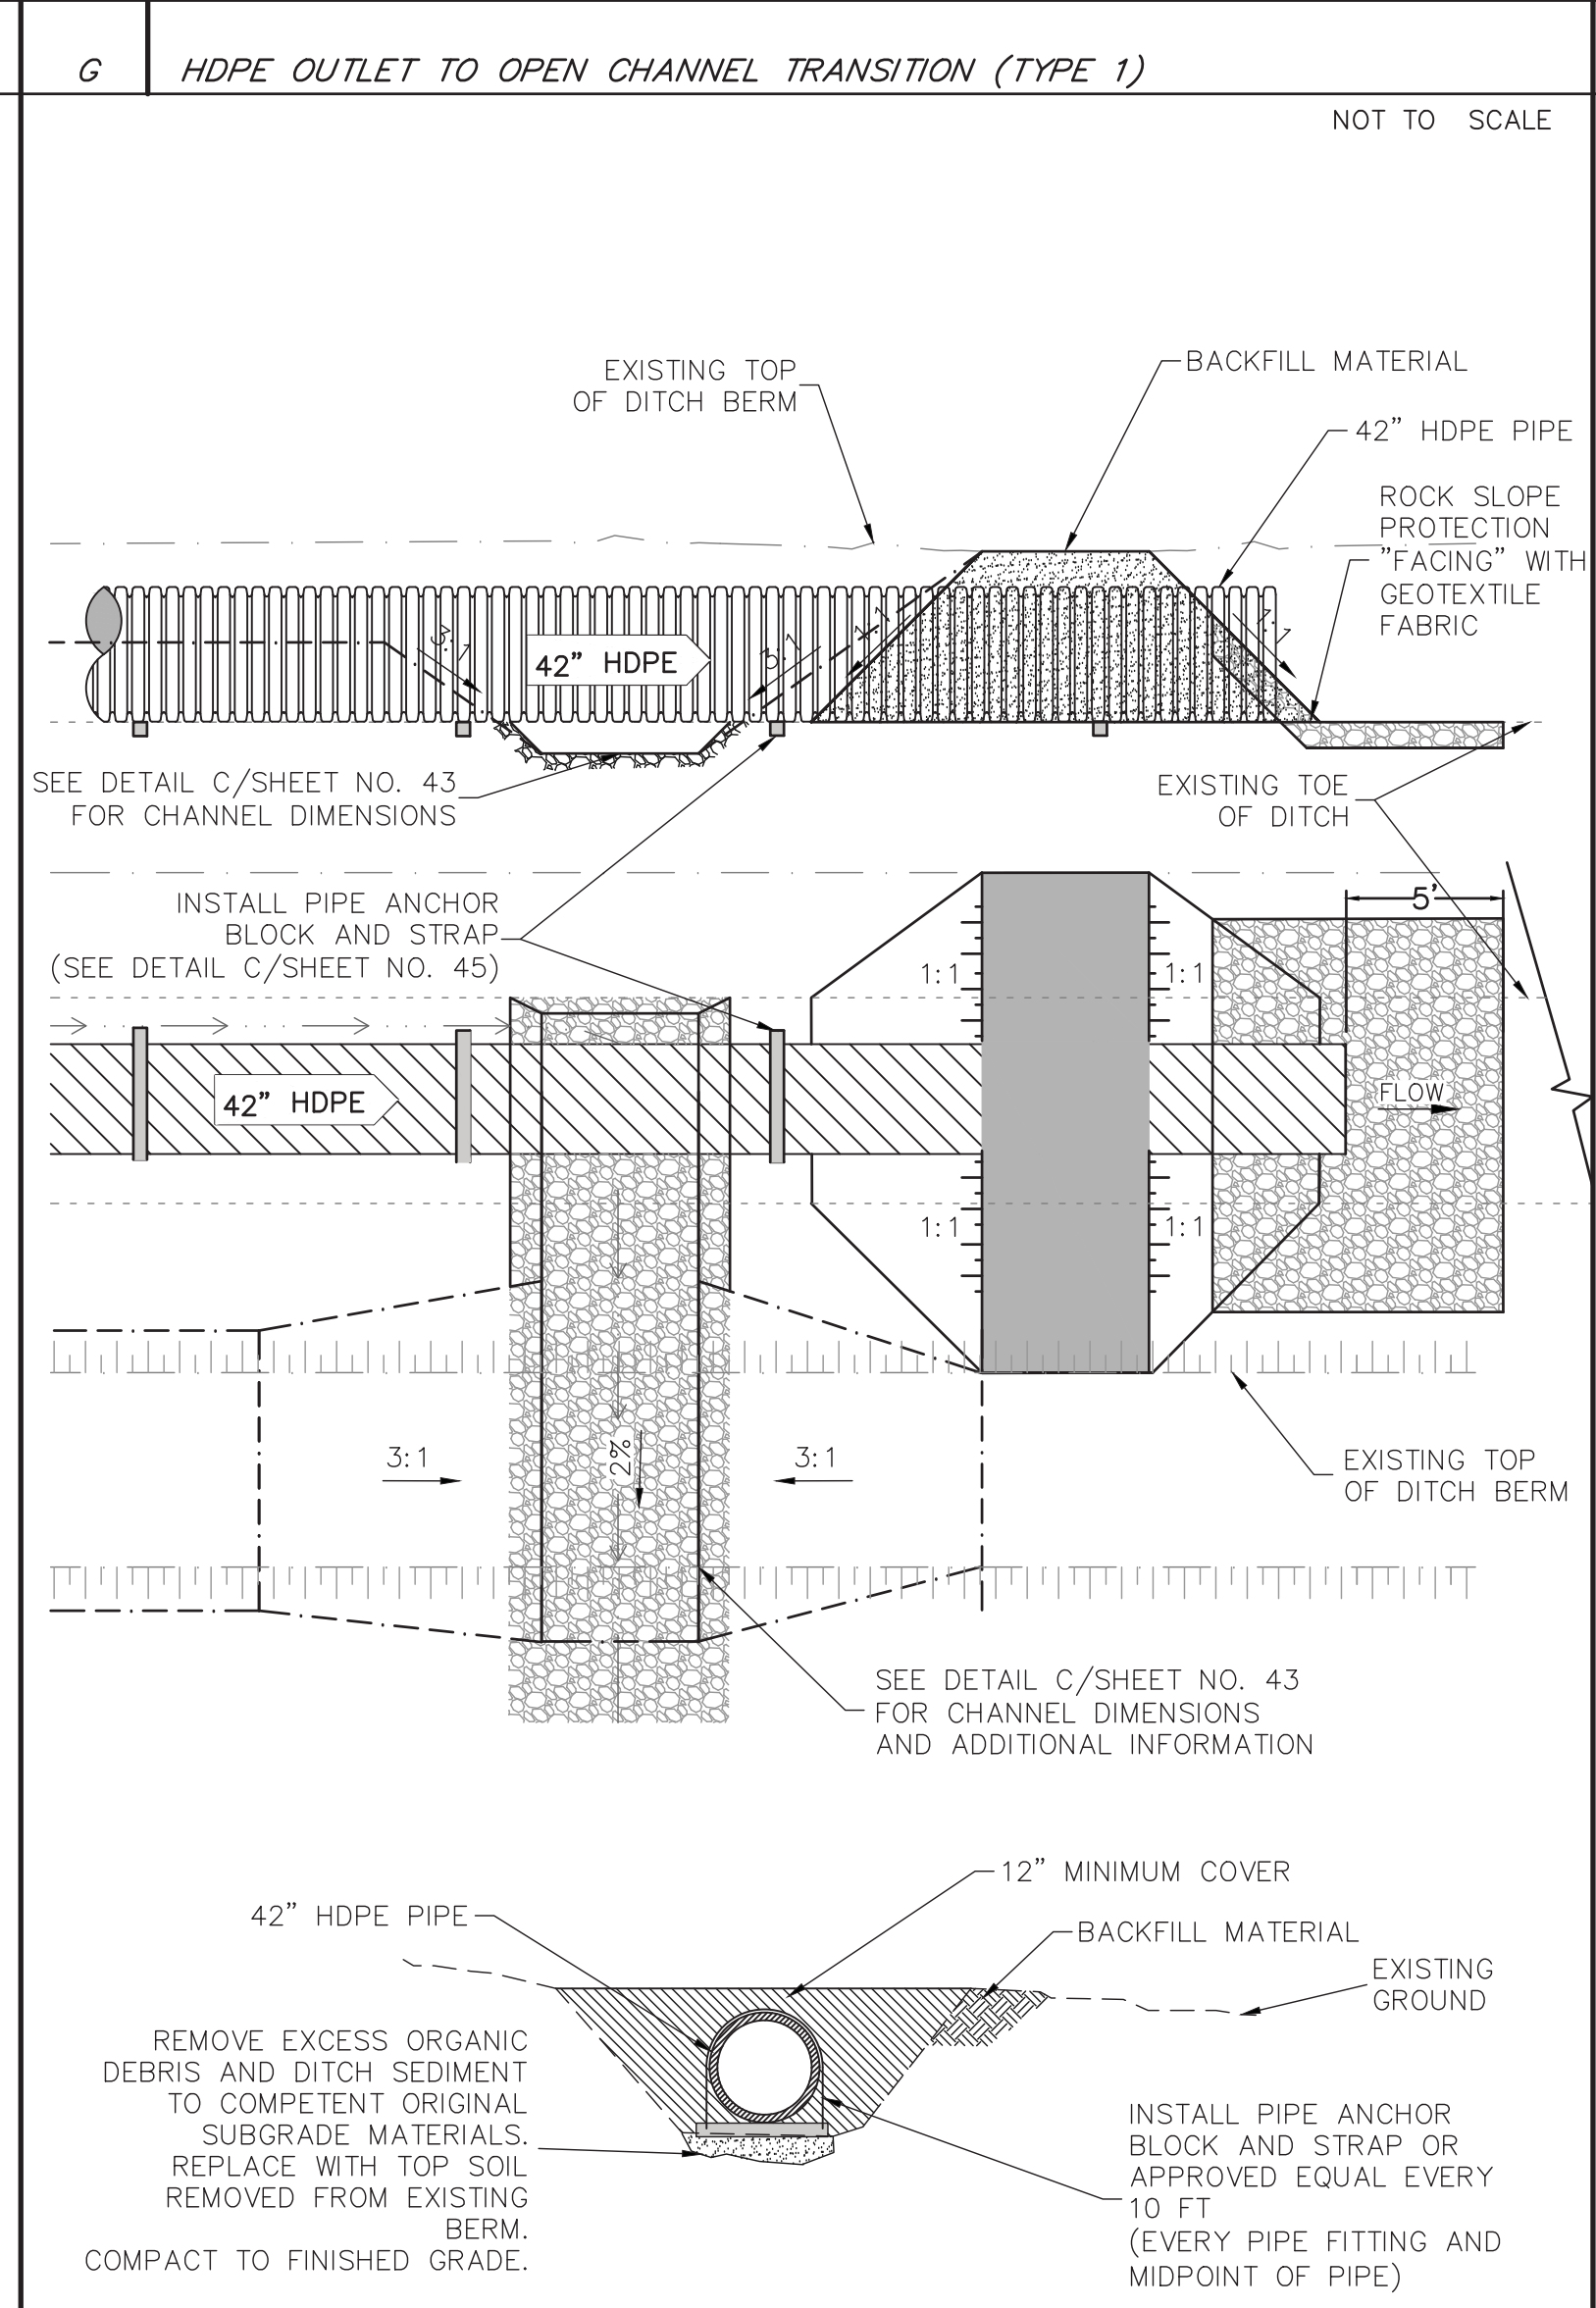 G
HDPE OUTLET TO OPEN CHANNEL TRANSITION (TYPE 1)
NOT TO SCALE
EXISTING TOP
OF DITCH BERM
BACKFILL MATERIAL
42” HDPE PIPE
ROCK SLOPE
PROTECTION
"FACING" WITH
GEOTEXTILE
FABRIC
3:1
42” HDPE
3:1
1:1
1:1
SEE DETAIL C/SHEET NO. 43
FOR CHANNEL DIMENSIONS
EXISTING TOE
OF DITCH
INSTALL PIPE ANCHOR
BLOCK AND STRAP
(SEE DETAIL C/SHEET NO. 45)
5'
1:1
1:1
42” HDPE
FLOW
1:1
1:1
3:1
2%
3:1
EXISTING TOP
OF DITCH BERM
SEE DETAIL C/SHEET NO. 43
FOR CHANNEL DIMENSIONS
AND ADDITIONAL INFORMATION
12” MINIMUM COVER
42” HDPE PIPE
BACKFILL MATERIAL
EXISTING
GROUND
REMOVE EXCESS ORGANIC
DEBRIS AND DITCH SEDIMENT
TO COMPETENT ORIGINAL
SUBGRADE MATERIALS.
REPLACE WITH TOP SOIL
REMOVED FROM EXISTING
BERM.
COMPACT TO FINISHED GRADE.
INSTALL PIPE ANCHOR
BLOCK AND STRAP OR
APPROVED EQUAL EVERY
10 FT
(EVERY PIPE FITTING AND
MIDPOINT OF PIPE)